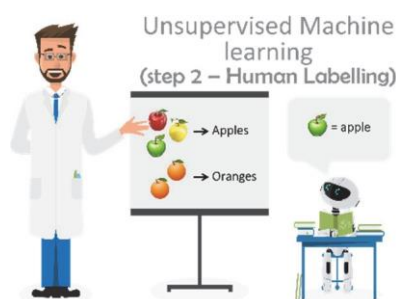 Unsupervised Machine
learning
(step 2 – Human Labelling)
→ Apples
→ Oranges
= apple